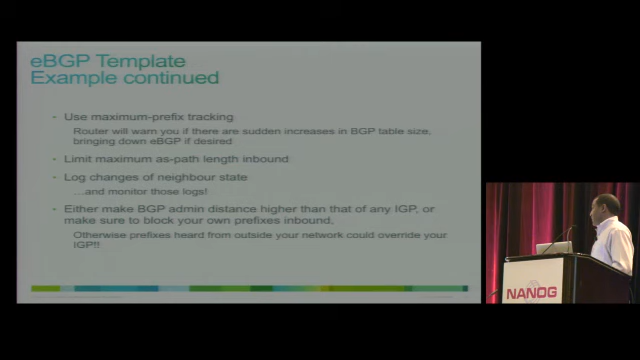 eBGP Template
Example continued
Use maximum-prefix tracking
Router will warn you if there are sudden increases in BGP table size,
bringing down eBGP if desired
Limit maximum as-path length inbound
Log changes of neighbour state
…and monitor those logs!
Either make BGP admin distance higher than that of any IGP, or
make sure to block your own prefixes inbound,
Otherwise prefixes heard from outside your network could override your
IGP!!
NANOG